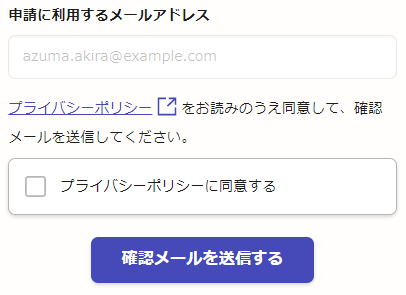 申請に利用するメールアドレス
azuma.akira@example.com
プライバシーポリシー をお読みのうえ同意して、確認
メールを送信してください。
プライバシーポリシーに同意する
確認メールを送信する